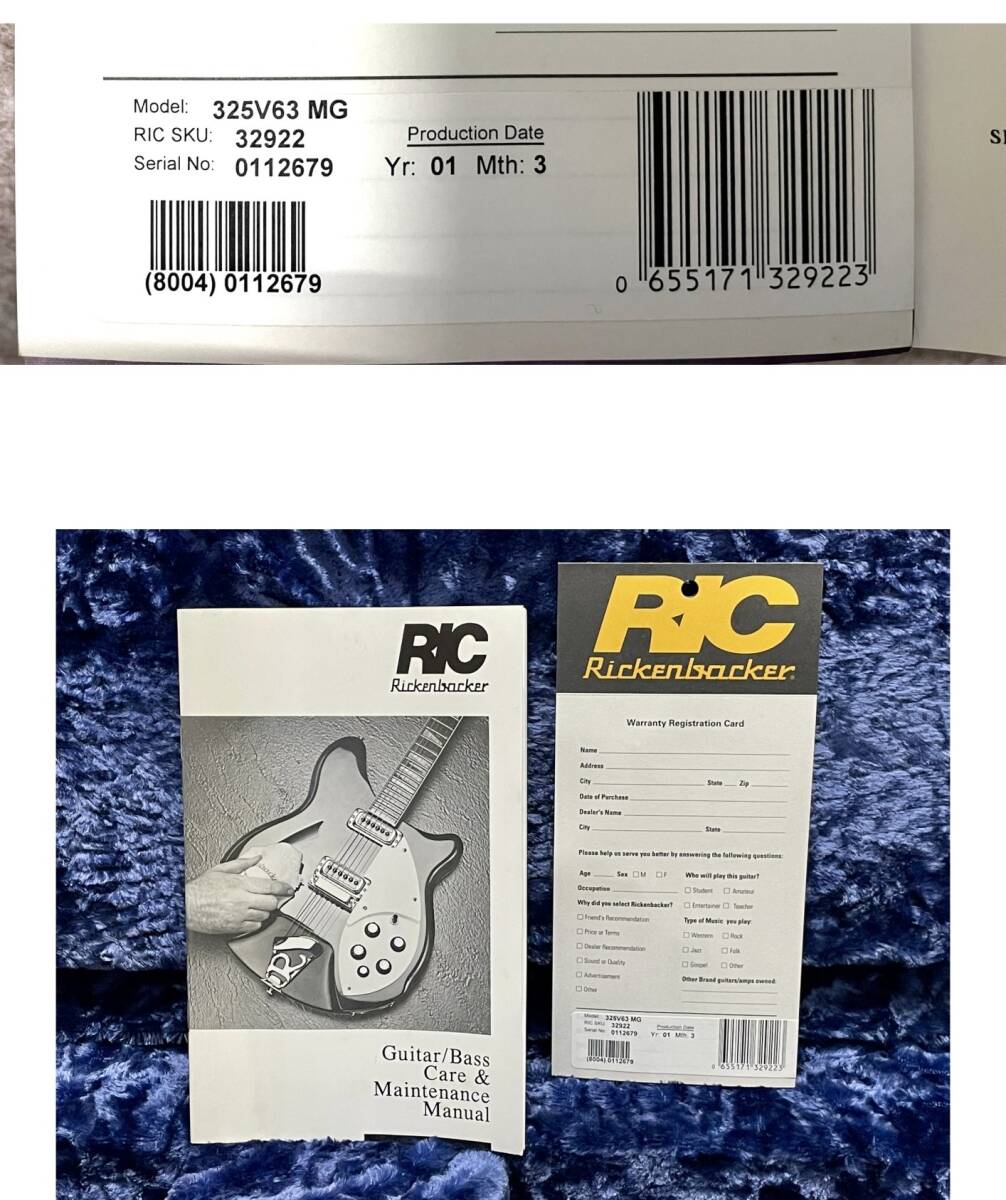 Model: 325V63 MG
RIC SKU: 32922
Serial No: 0112679
Production Date
Yr: 01 Mth: 3
(8004) 0112679
0 655171 329223
RIC
Rickenbacker
Guitar/Bass
Care &
Maintenance
Manual
RIC
Rickenbacker
Warranty Registration Card
Name
Address
City State Zip
Date of Purchase
Dealer's Name
City State
Please help us serve you better by answering the following questions:
Age Sex M F
Occupation
Why did you select Rickenbacker?
Friend's Recommendation
Price or Terms
Dealer Recommendation
Sound or Quality
Advertisement
Other
Who will play this guitar?
Student Amateur
Entertainer Teacher
Type of Music you play:
Western Rock
Jazz Folk
Gospel Other
Other Brand guitars/amps owned:
Model: 325V63 MG
RIC SKU: 32922
Serial No: 0112679
Production Date
Yr: 01 Mth: 3
(8004) 0112679
0 655171 329223